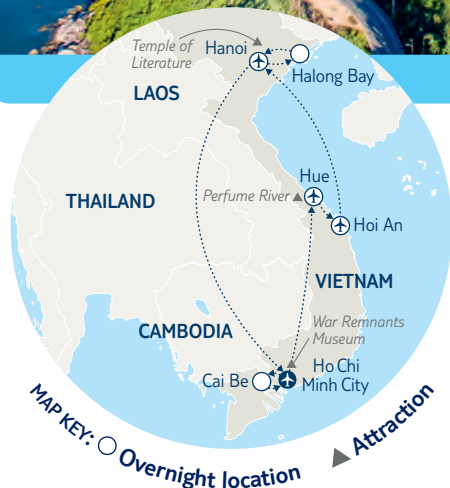 Temple of
Literature
Hanoi
Halong Bay
LAOS
THAILAND
Hue
Perfume River
Hoi An
VIETNAM
CAMBODIA
War Remnants
Museum
Cai Be
Ho Chi
Minh City
MAP KEY: Overnight location Attraction